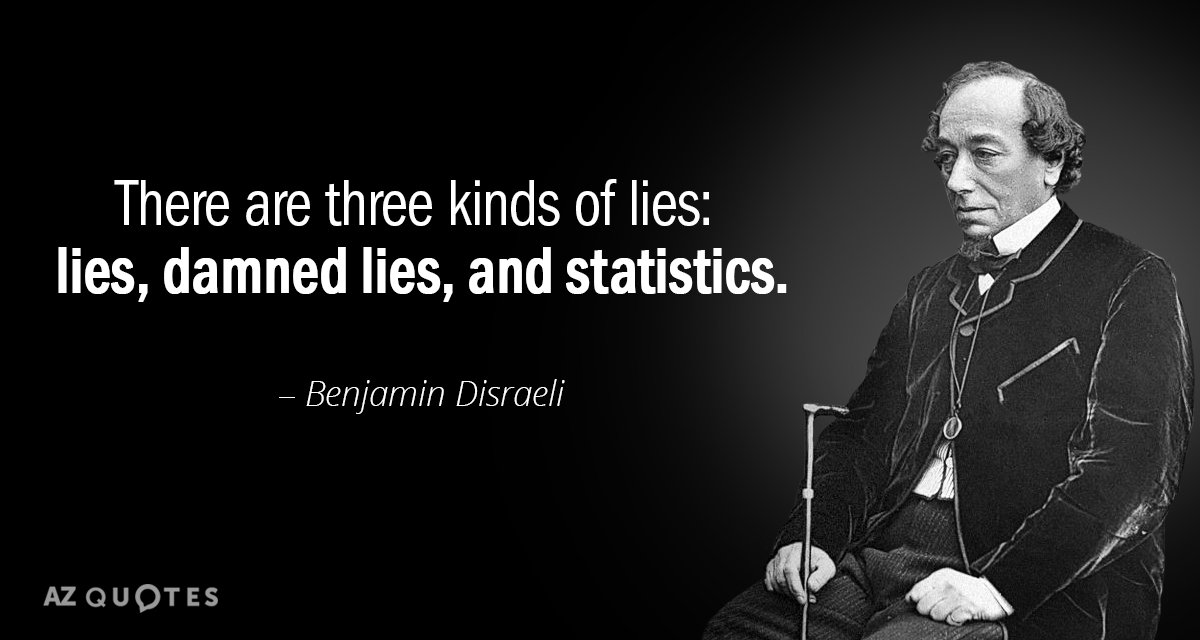 There are three kinds of lies:
lies, damned lies, and statistics.
– Benjamin Disraeli
AZ QUOTES